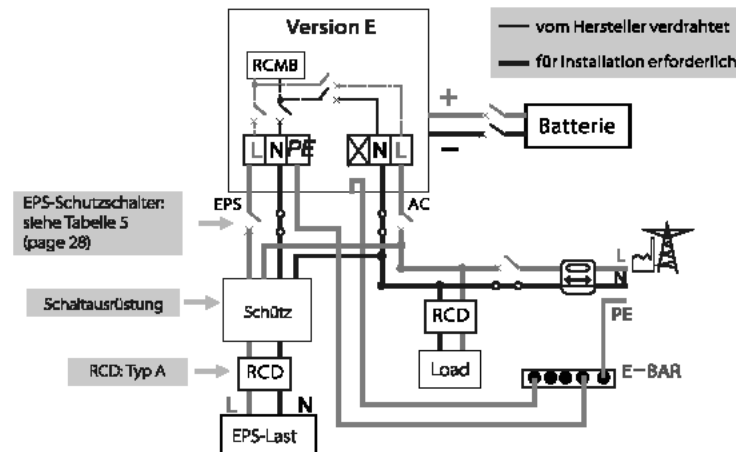 Version E
vom Hersteller verdrahtet
für Installation erforderlich
RCMB
+
−
Batterie
L N PE
N L
EPS
AC
EPS-Schutzschalter:
siehe Tabelle 5
(page 28)
Schaltausrüstung
Schütz
L
N
PE
RCD
Load
E-BAR
RCD: Typ A
RCD
L N
EPS-Last